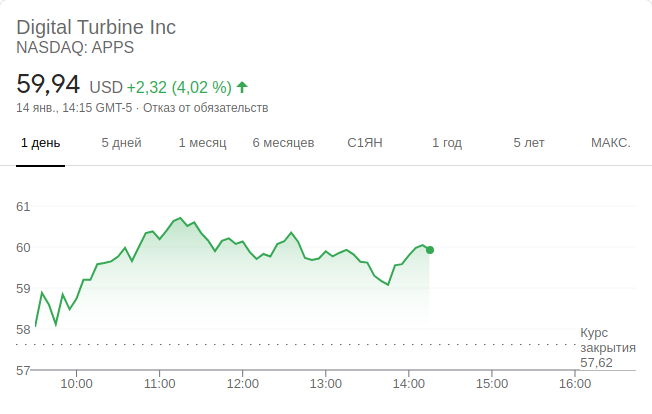 Digital Turbine Inc
NASDAQ: APPS
59,94 USD +2,32 (4,02 %)
14 янв., 14:15 GMT-5 · Отказ от обязательств
1 день 5 дней 1 месяц 6 месяцев С1ЯН 1 год 5 лет МАКС.
61
60
59
58
57
Курс
закрытия
57,62
10:00 11:00 12:00 13:00 14:00 15:00 16:00